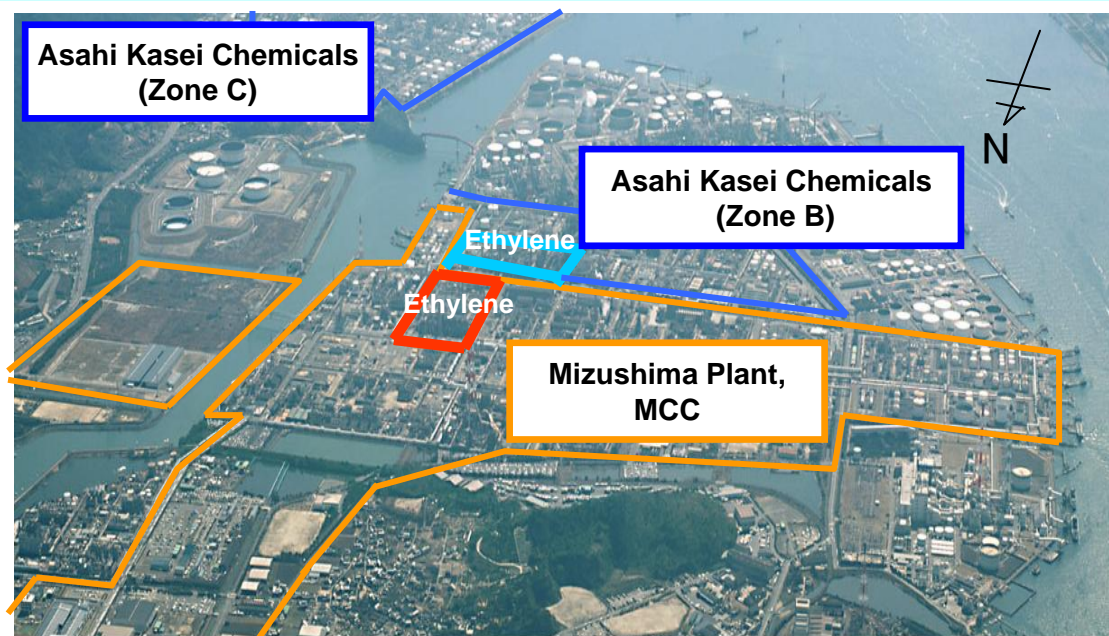 Asahi Kasei Chemicals
(Zone C)
N
Asahi Kasei Chemicals
(Zone B)
Ethylene
Ethylene
Mizushima Plant,
MCC